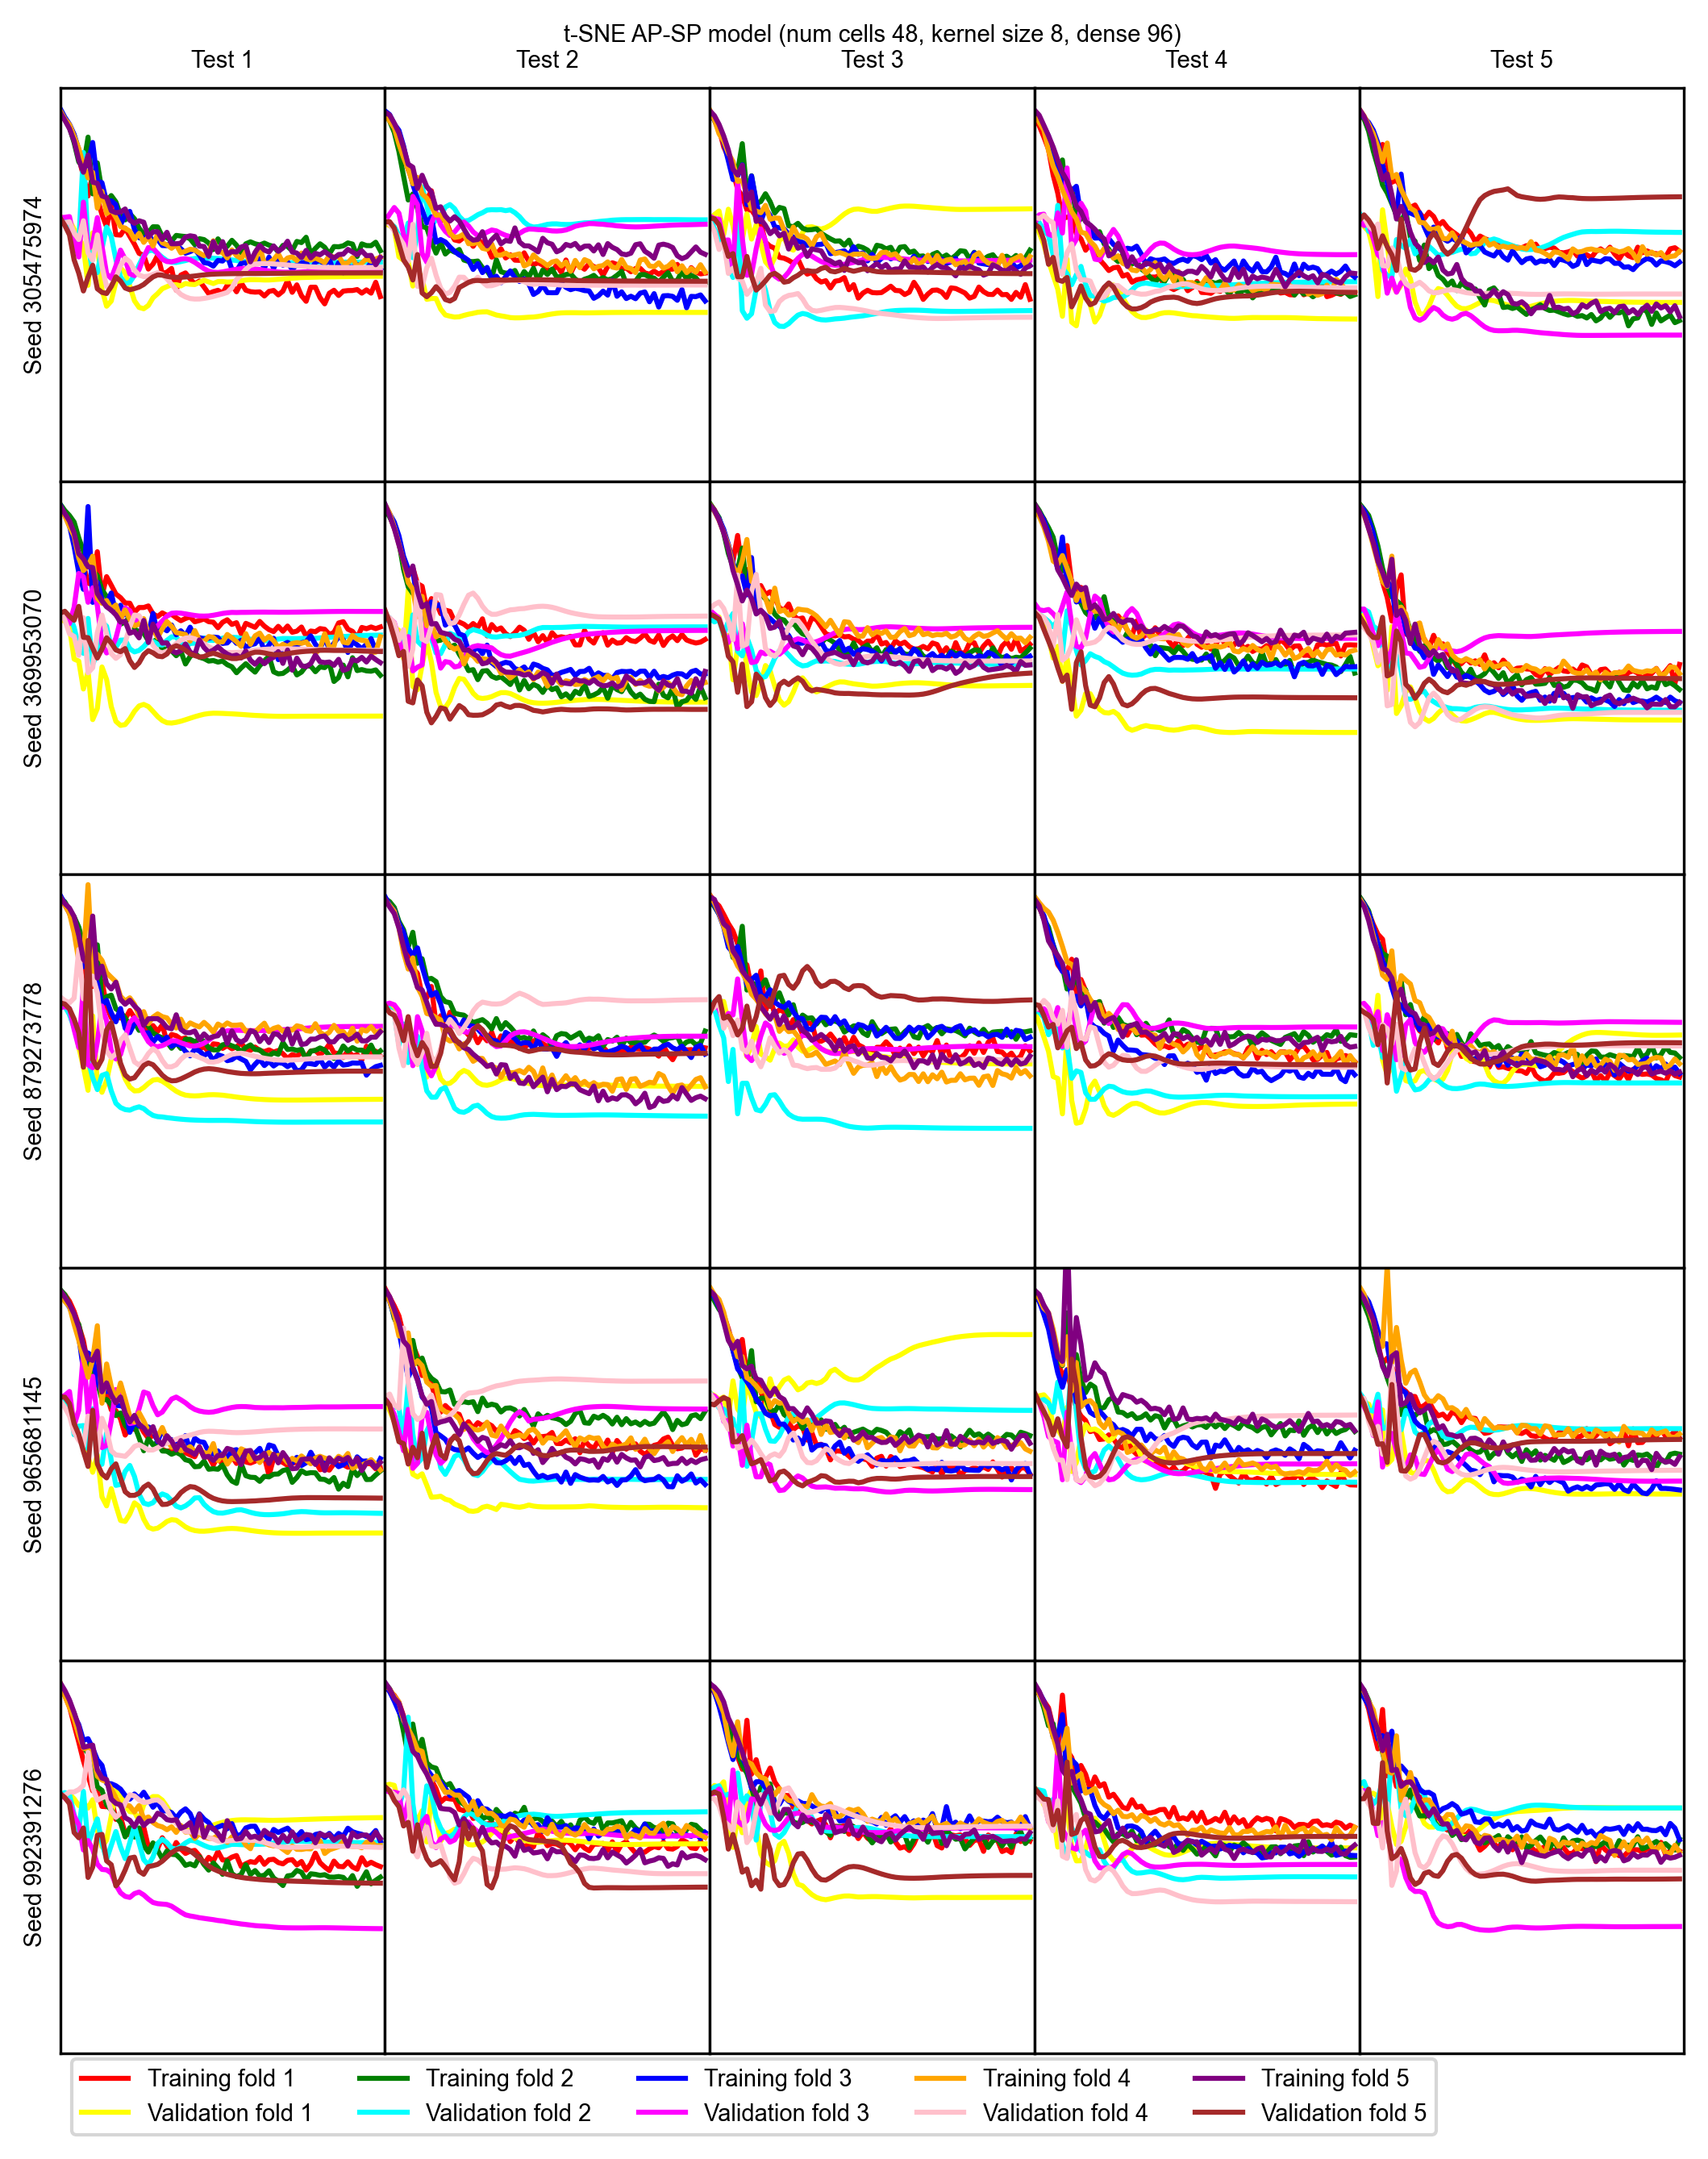 t-SNE AP-SP model (num cells 48, kernel size 8, dense 96)
Test 1 Test 2 Test 3 Test 4 Test 5
Seed 305475974
Seed 369953070
Seed 879273778
Seed 965681145
Seed 992391276
Training fold 1 Training fold 2 Training fold 3 Training fold 4 Training fold 5
Validation fold 1 Validation fold 2 Validation fold 3 Validation fold 4 Validation fold 5